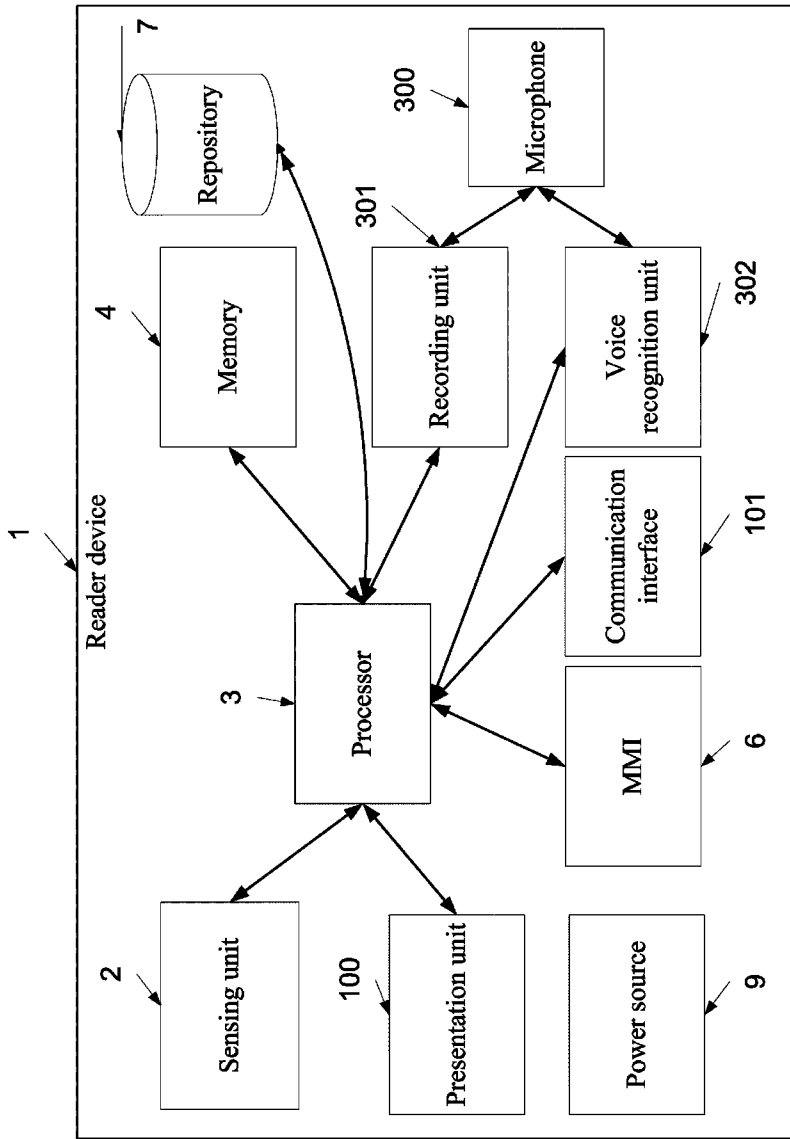 1
Reader device
2
Sensing unit
3
Processor
4
Memory
7
Repository
100
Presentation unit
301
Recording unit
300
Microphone
Power source
9
MMI
6
Communication
interface
101
Voice
recognition unit
302